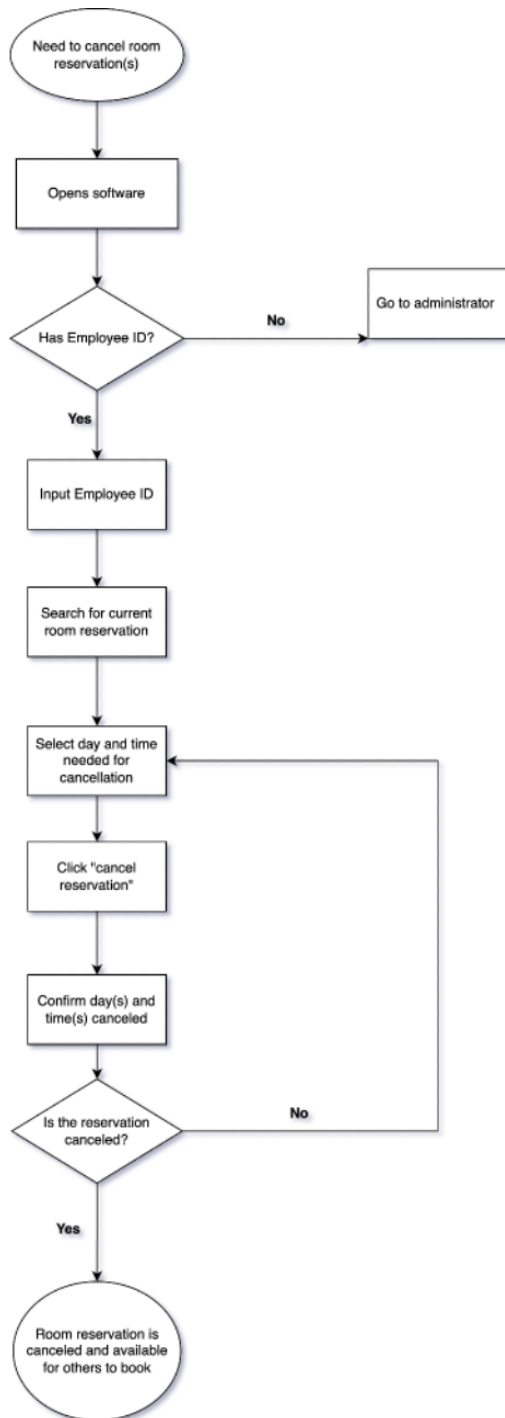 Need to cancel room
reservation(s)
Opens software
Has Employee ID?
No
Go to administrator
Yes
Input Employee ID
Search for current
room reservation
Select day and time
needed for
cancellation
Click "cancel
reservation"
Confirm day(s) and
time(s) canceled
Is the reservation
canceled?
No
Yes
Room reservation is
canceled and available
for others to book